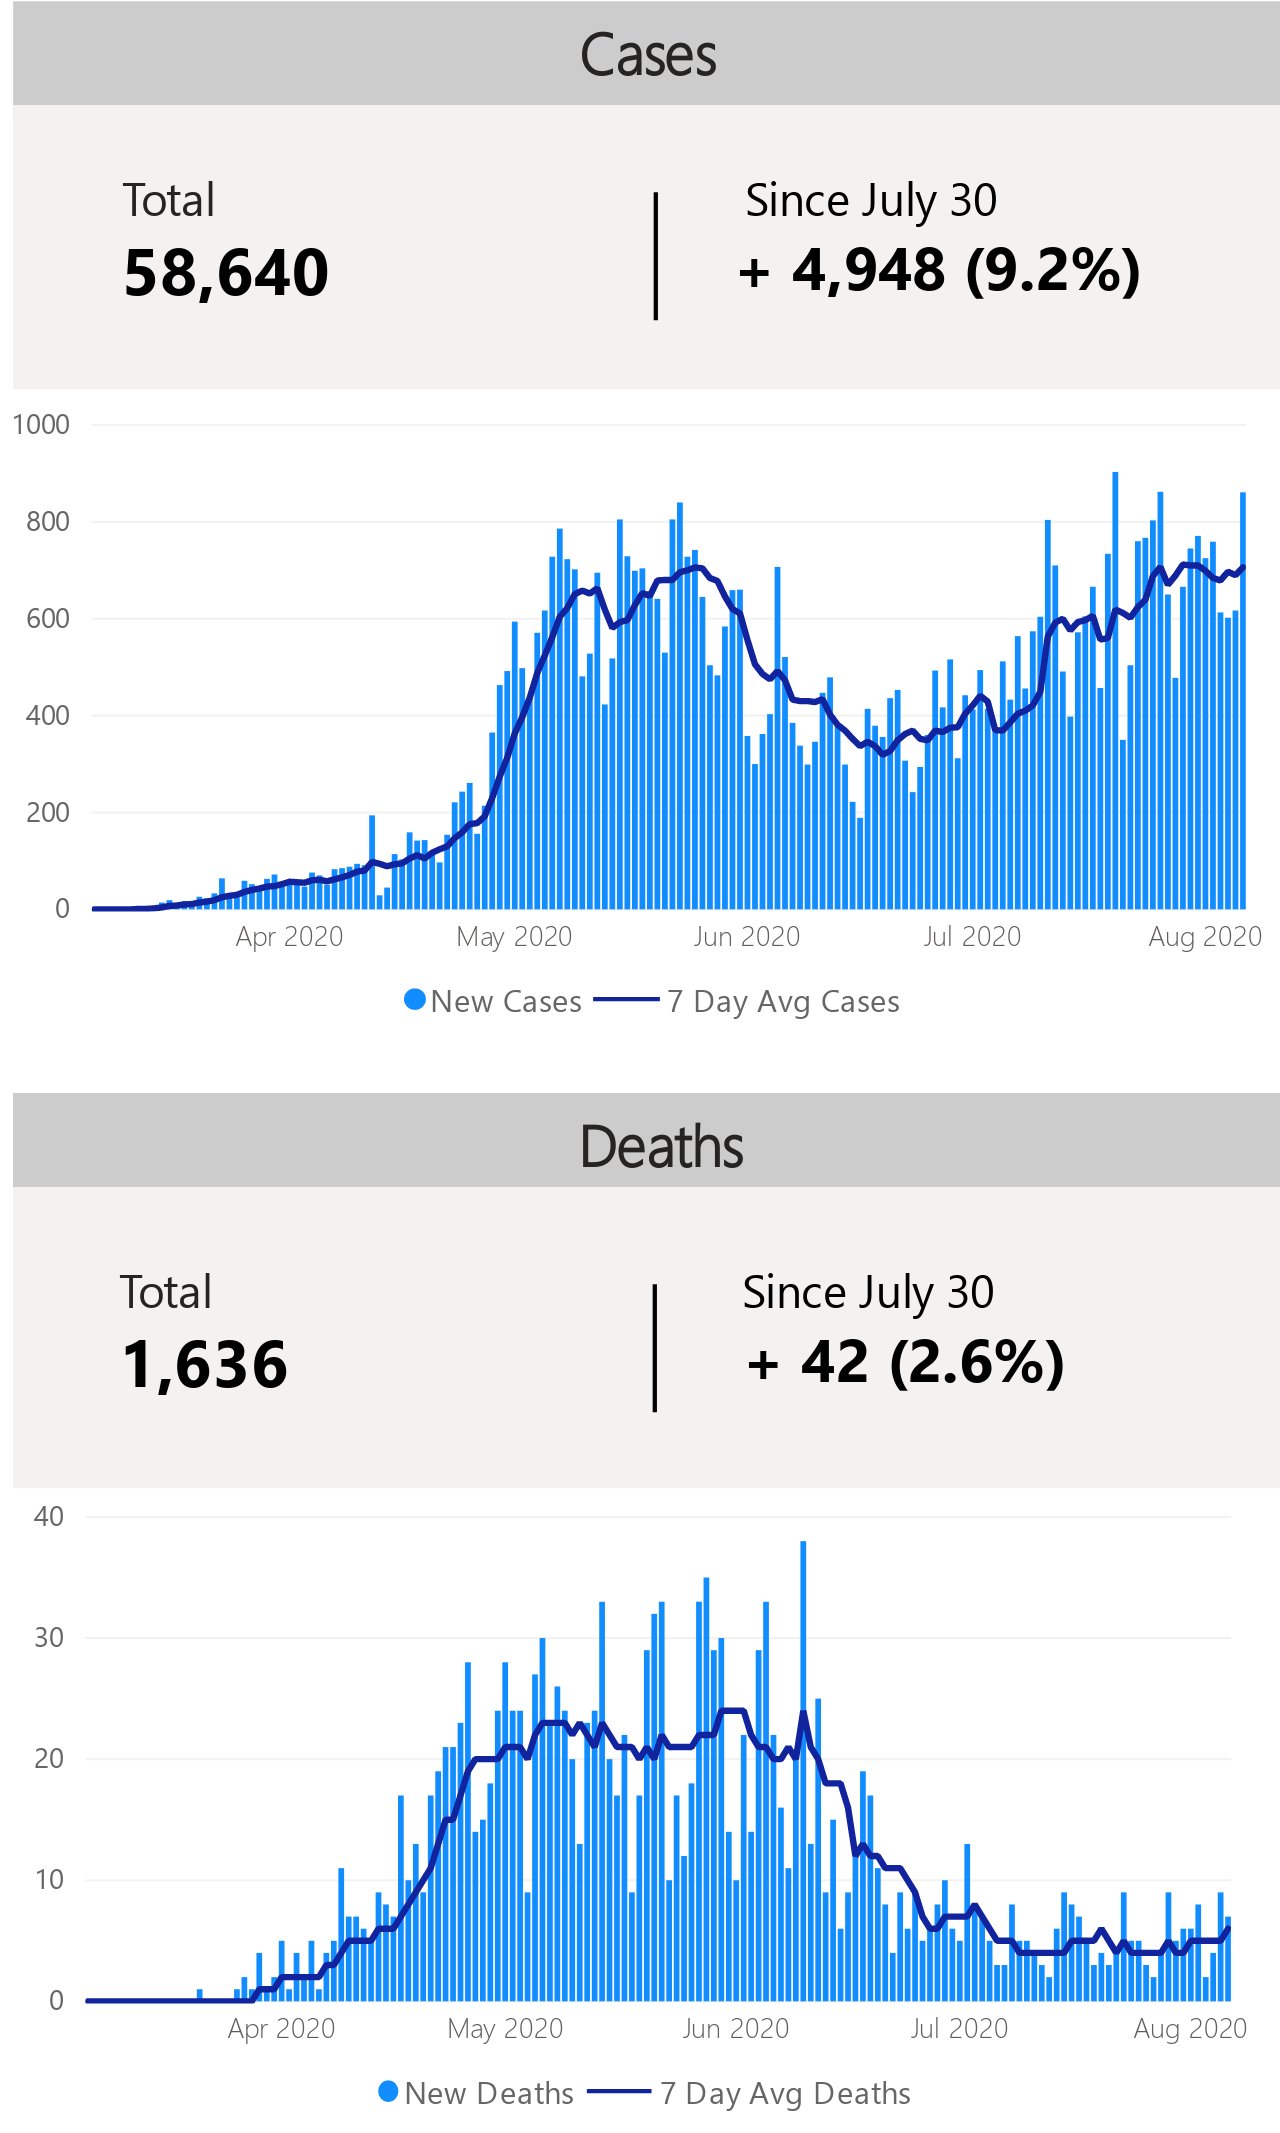 Cases
Total
Since July 30
58,640
+ 4,948 (9.2%)
1000
800
600
400
200
0
Apr 2020
May 2020
Jun 2020
Jul 2020
Aug 2020
New Cases
7 Day Avg Cases
Deaths
Total
Since July 30
1,636
+ 42 (2.6%)
40
30
20
10
0
Apr 2020
May 2020
Jun 2020
Jul 2020
Aug 2020
New Deaths
7 Day Avg Deaths